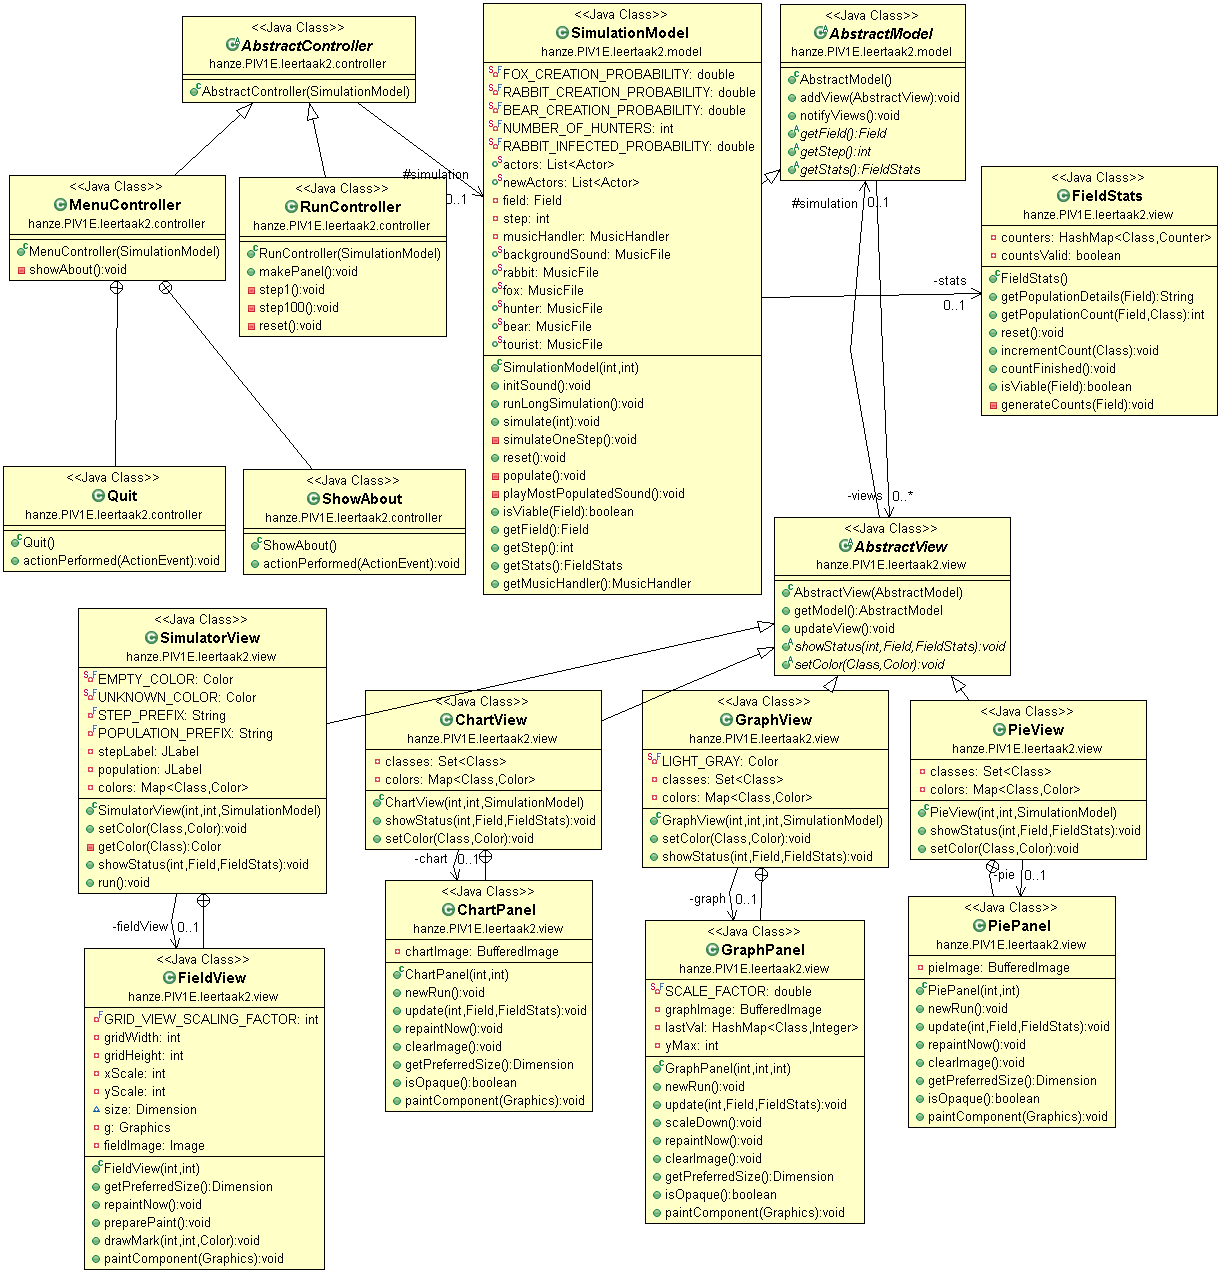 <<Java Class>>
AbstractController
hanze.PIV1E.leertaak2.controller
AbstractController(SimulationModel)
<<Java Class>>
SimulationModel
hanze.PIV1E.leertaak2.model
FOX_CREATION_PROBABILITY: double
RABBIT_CREATION_PROBABILITY: double
BEAR_CREATION_PROBABILITY: double
NUMBER_OF_HUNTERS: int
RABBIT_INFECTED_PROBABILITY: double
actors: List<Actor>
newActors: List<Actor>
field: Field
step: int
musicHandler: MusicHandler
backgroundSound: MusicFile
rabbit: MusicFile
fox: MusicFile
hunter: MusicFile
bear: MusicFile
tourist: MusicFile
SimulationModel(int,int)
initSound():void
runLongSimulation():void
simulate(int):void
simulateOneStep():void
reset():void
populate():void
playMostPopulatedSound():void
isViable(Field):boolean
getField():Field
getStep():int
getStats():FieldStats
getMusicHandler():MusicHandler
<<Java Class>>
AbstractModel
hanze.PIV1E.leertaak2.model
AbstractModel()
addView(AbstractView):void
notifyViews():void
getField():Field
getStep():int
getStats():FieldStats
#simulation
0..1
#simulation
0..1
<<Java Class>>
MenuController
hanze.PIV1E.leertaak2.controller
MenuController(SimulationModel)
showAbout():void
<<Java Class>>
RunController
hanze.PIV1E.leertaak2.controller
RunController(SimulationModel)
makePanel():void
step1():void
step100():void
reset():void
<<Java Class>>
FieldStats
hanze.PIV1E.leertaak2.view
counters: HashMap<Class,Counter>
countsValid: boolean
FieldStats()
getPopulationDetails(Field):String
getPopulationCount(Field,Class):int
reset():void
incrementCount(Class):void
countFinished():void
isViable(Field):boolean
generateCounts(Field):void
-stats
0..1
<<Java Class>>
Quit
hanze.PIV1E.leertaak2.controller
Quit()
actionPerformed(ActionEvent):void
<<Java Class>>
ShowAbout
hanze.PIV1E.leertaak2.controller
ShowAbout()
actionPerformed(ActionEvent):void
-views
0..*
<<Java Class>>
AbstractView
hanze.PIV1E.leertaak2.view
AbstractView(AbstractModel)
getModel():AbstractModel
updateView():void
showStatus(int,Field,FieldStats):void
setColor(Class,Color):void
<<Java Class>>
SimulatorView
hanze.PIV1E.leertaak2.view
EMPTY_COLOR: Color
UNKNOWN_COLOR: Color
STEP_PREFIX: String
POPULATION_PREFIX: String
stepLabel: JLabel
population: JLabel
colors: Map<Class,Color>
SimulatorView(int,int,SimulationModel)
setColor(Class,Color):void
getColor(Class):Color
showStatus(int,Field,FieldStats):void
run():void
<<Java Class>>
ChartView
hanze.PIV1E.leertaak2.view
classes: Set<Class>
colors: Map<Class,Color>
ChartView(int,int,SimulationModel)
showStatus(int,Field,FieldStats):void
setColor(Class,Color):void
<<Java Class>>
GraphView
hanze.PIV1E.leertaak2.view
LIGHT_GRAY: Color
classes: Set<Class>
colors: Map<Class,Color>
GraphView(int,int,int,SimulationModel)
setColor(Class,Color):void
showStatus(int,Field,FieldStats):void
<<Java Class>>
PieView
hanze.PIV1E.leertaak2.view
classes: Set<Class>
colors: Map<Class,Color>
PieView(int,int,SimulationModel)
showStatus(int,Field,FieldStats):void
setColor(Class,Color):void
-fieldView
0..1
-chart
0..1
-graph
0..1
-pie
0..1
<<Java Class>>
FieldView
hanze.PIV1E.leertaak2.view
GRID_VIEW_SCALING_FACTOR: int
gridWidth: int
gridHeight: int
xScale: int
yScale: int
size: Dimension
g: Graphics
fieldImage: Image
FieldView(int,int)
getPreferredSize():Dimension
repaintNow():void
preparePaint():void
drawMark(int,int,Color):void
paintComponent(Graphics):void
<<Java Class>>
ChartPanel
hanze.PIV1E.leertaak2.view
chartImage: BufferedImage
ChartPanel(int,int)
newRun():void
update(int,Field,FieldStats):void
repaintNow():void
clearImage():void
getPreferredSize():Dimension
isOpaque():boolean
paintComponent(Graphics):void
<<Java Class>>
GraphPanel
hanze.PIV1E.leertaak2.view
SCALE_FACTOR: double
graphImage: BufferedImage
lastVal: HashMap<Class,Integer>
yMax: int
GraphPanel(int,int,int)
newRun():void
update(int,Field,FieldStats):void
scaleDown():void
repaintNow():void
clearImage():void
getPreferredSize():Dimension
isOpaque():boolean
paintComponent(Graphics):void
<<Java Class>>
PiePanel
hanze.PIV1E.leertaak2.view
pieImage: BufferedImage
PiePanel(int,int)
newRun():void
update(int,Field,FieldStats):void
repaintNow():void
clearImage():void
getPreferredSize():Dimension
isOpaque():boolean
paintComponent(Graphics):void